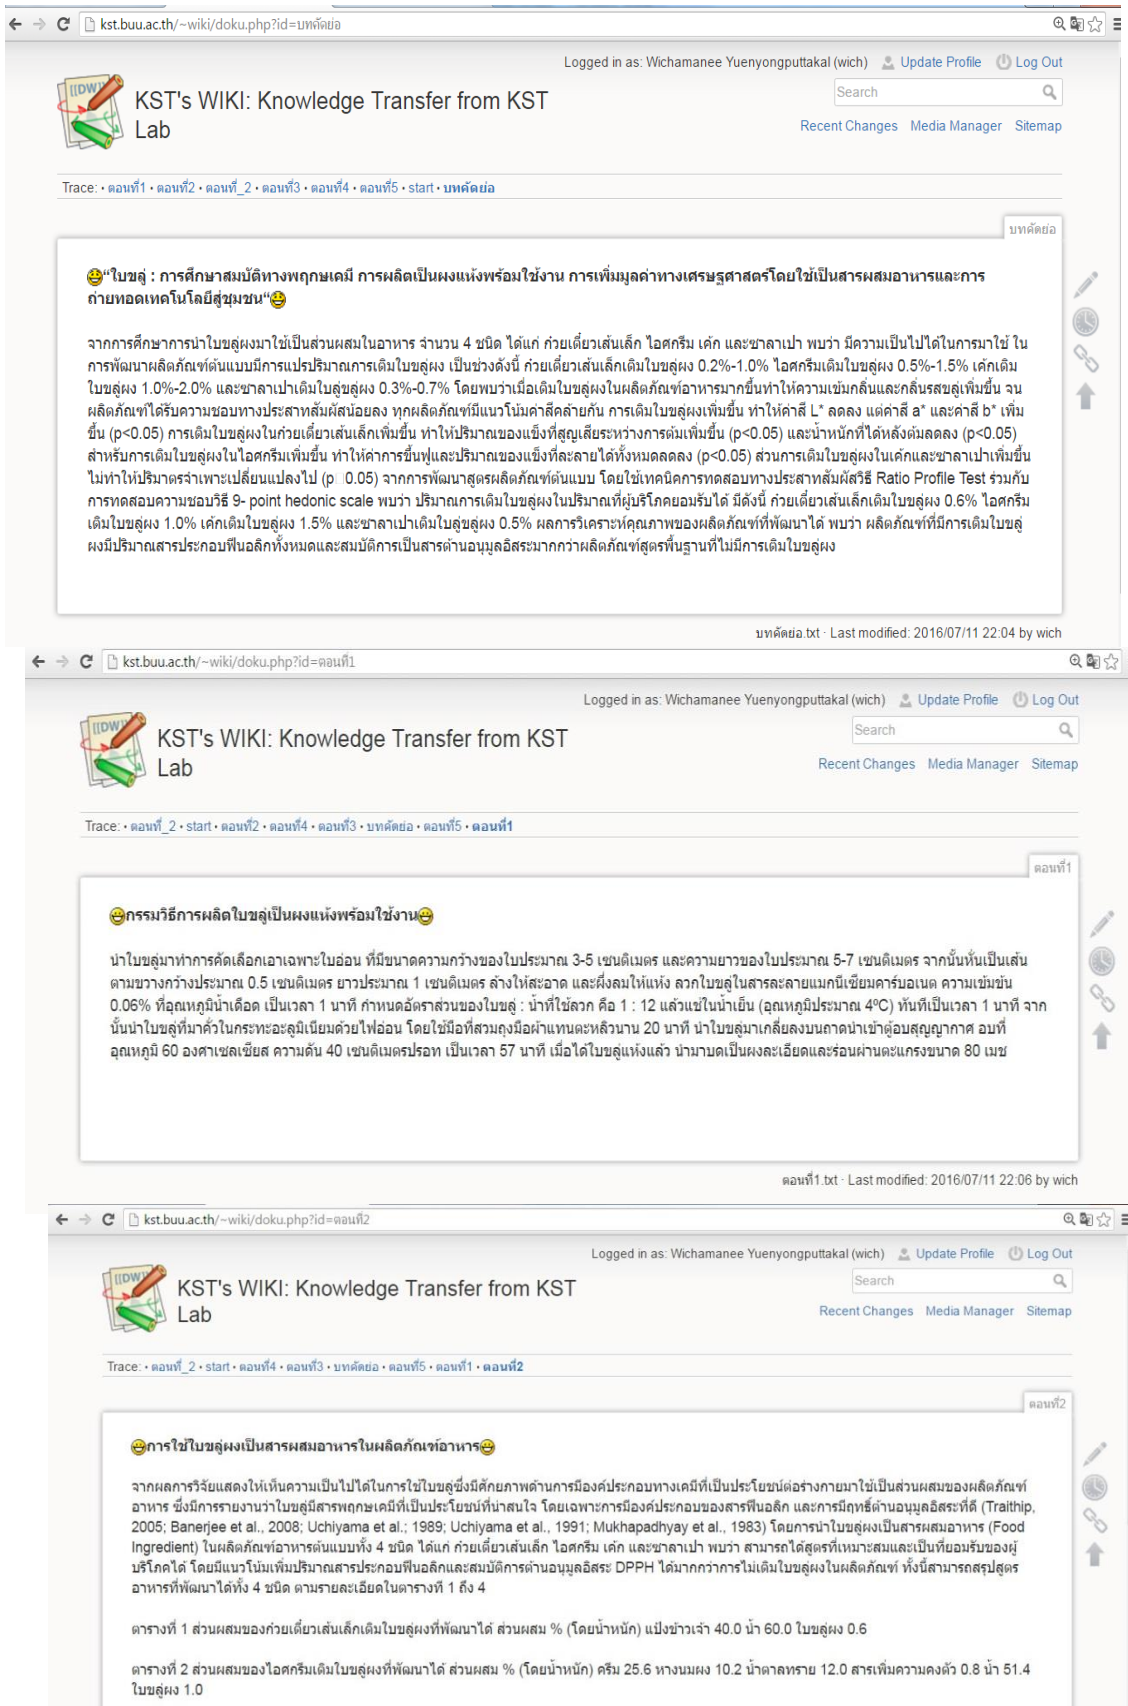 kst.buu.ac.th/~wiki/doku.php?id=บทคัดย่อ
Logged in as: Wichamanee Yuenyongputtakal (wich) Update Profile Log Out
[[DW]]
KST's WIKI: Knowledge Transfer from KST
Lab
Search
Recent Changes Media Manager Sitemap
Trace: • ตอนที่1 • ตอนที่2 • ตอนที่_2 • ตอนที่3 • ตอนที่4 • ตอนที่5 • start • บทคัดย่อ
บทคัดย่อ
“ใบขลู่ : การศึกษาสมบัติทางพฤกษเคมี การผลิตเป็นผงแห้งพร้อมใช้งาน การเพิ่มมูลค่าทางเศรษฐศาสตร์โดยใช้เป็นสารผสมอาหารและการ
ถ่ายทอดเทคโนโลยีสู่ชุมชน“
จากการศึกษาการนำใบขลู่ผงมาใช้เป็นส่วนผสมในอาหาร จำนวน 4 ชนิด ได้แก่ ก๋วยเตี๋ยวเส้นเล็ก ไอศกรีม เค้ก และซาลาเปา พบว่า มีความเป็นไปได้ในการมาใช้ ใน
การพัฒนาผลิตภัณฑ์ต้นแบบมีการแปรปริมาณการเติมใบขลู่ผง เป็นช่วงดังนี้ ก๋วยเตี๋ยวเส้นเล็กเติมใบขลู่ผง 0.2%-1.0% ไอศกรีมเติมใบขลู่ผง 0.5%-1.5% เค้กเติม
ใบขลู่ผง 1.0%-2.0% และซาลาเปาเติมใบลู่ขลู่ผง 0.3%-0.7% โดยพบว่าเมื่อเติมใบขลู่ผงในผลิตภัณฑ์อาหารมากขึ้นทำให้ความเข้มกลิ่นและกลิ่นรสขลู่เพิ่มขึ้น จน
ผลิตภัณฑ์ได้รับความชอบทางประสาทสัมผัสน้อยลง ทุกผลิตภัณฑ์มีแนวโน้มค่าสีคล้ายกัน การเติมใบขลู่ผงเพิ่มขึ้น ทำให้ค่าสี L* ลดลง แต่ค่าสี a* และค่าสี b* เพิ่ม
ขึ้น (p<0.05) การเติมใบขลู่ผงในก๋วยเตี๋ยวเส้นเล็กเพิ่มขึ้น ทำให้ปริมาณของแข็งที่สูญเสียระหว่างการต้มเพิ่มขึ้น (p<0.05) และน้ำหนักที่ได้หลังต้มลดลง (p<0.05)
สำหรับการเติมใบขลู่ผงในไอศกรีมเพิ่มขึ้น ทำให้ค่าการขึ้นฟูและปริมาณของแข็งที่ละลายได้ทั้งหมดลดลง (p<0.05) ส่วนการเติมใบขลู่ผงในเค้กและซาลาเปาเพิ่มขึ้น
ไม่ทำให้ปริมาตรจำเพาะเปลี่ยนแปลงไป (p□0.05) จากการพัฒนาสูตรผลิตภัณฑ์ต้นแบบ โดยใช้เทคนิคการทดสอบทางประสาทสัมผัสวิธี Ratio Profile Test ร่วมกับ
การทดสอบความชอบวิธี 9- point hedonic scale พบว่า ปริมาณการเติมใบขลู่ผงในปริมาณที่ผู้บริโภคยอมรับได้ มีดังนี้ ก๋วยเตี๋ยวเส้นเล็กเติมใบขลู่ผง 0.6% ไอศกรีม
เติมใบขลู่ผง 1.0% เค้กเติมใบขลู่ผง 1.5% และซาลาเปาเติมใบลู่ขลู่ผง 0.5% ผลการวิเคราะห์คุณภาพของผลิตภัณฑ์ที่พัฒนาได้ พบว่า ผลิตภัณฑ์ที่มีการเติมใบขลู่
ผงมีปริมาณสารประกอบฟีนอลิกทั้งหมดและสมบัติการเป็นสารต้านอนุมูลอิสระมากกว่าผลิตภัณฑ์สูตรพื้นฐานที่ไม่มีการเติมใบขลู่ผง
บทคัดย่อ.txt · Last modified: 2016/07/11 22:04 by wich
kst.buu.ac.th/~wiki/doku.php?id=ตอนที่1
Logged in as: Wichamanee Yuenyongputtakal (wich) Update Profile Log Out
[[DW]]
KST's WIKI: Knowledge Transfer from KST
Lab
Search
Recent Changes Media Manager Sitemap
Trace: • ตอนที่_2 • start • ตอนที่2 • ตอนที่4 • ตอนที่3 • บทคัดย่อ • ตอนที่5 • ตอนที่1
ตอนที่1
กรรมวิธีการผลิตใบขลู่เป็นผงแห้งพร้อมใช้งาน
นำใบขลู่มาทำการคัดเลือกเอาเฉพาะใบอ่อน ที่มีขนาดความกว้างของใบประมาณ 3-5 เซนติเมตร และความยาวของใบประมาณ 5-7 เซนติเมตร จากนั้นหั่นเป็นเส้น
ตามขวางกว้างประมาณ 0.5 เซนติเมตร ยาวประมาณ 1 เซนติเมตร ล้างให้สะอาด และผึ่งลมให้แห้ง ลวกใบขลู่ในสารละลายแมกนีเซียมคาร์บอเนต ความเข้มข้น
0.06% ที่อุณหภูมิน้ำเดือด เป็นเวลา 1 นาที กำหนดอัตราส่วนของใบขลู่ : น้ำที่ใช้ลวก คือ 1 : 12 แล้วแช่ในน้ำเย็น (อุณหภูมิประมาณ 4ºC) ทันทีเป็นเวลา 1 นาที จาก
นั้นนำใบขลู่ที่มาคั่วในกระทะอะลูมิเนียมด้วยไฟอ่อน โดยใช้มือที่สวมถุงมือผ้าแทนตะหลิวนาน 20 นาที นำใบขลู่มาเกลี่ยลงบนถาดนำเข้าตู้อบสุญญากาศ อบที่
อุณหภูมิ 60 องศาเซลเซียส ความดัน 40 เซนติเมตรปรอท เป็นเวลา 57 นาที เมื่อได้ใบขลู่แห้งแล้ว นำมาบดเป็นผงละเอียดและร่อนผ่านตะแกรงขนาด 80 เมช
ตอนที่1.txt · Last modified: 2016/07/11 22:06 by wich
kst.buu.ac.th/~wiki/doku.php?id=ตอนที่2
Logged in as: Wichamanee Yuenyongputtakal (wich) Update Profile Log Out
[[DW]]
KST's WIKI: Knowledge Transfer from KST
Lab
Search
Recent Changes Media Manager Sitemap
Trace: • ตอนที่_2 • start • ตอนที่4 • ตอนที่3 • บทคัดย่อ • ตอนที่5 • ตอนที่1 • ตอนที่2
ตอนที่2
การใช้ใบขลู่ผงเป็นสารผสมอาหารในผลิตภัณฑ์อาหาร
จากผลการวิจัยแสดงให้เห็นความเป็นไปได้ในการใช้ใบขลู่ซึ่งมีศักยภาพด้านการมีองค์ประกอบทางเคมีที่เป็นประโยชน์ต่อร่างกายมาใช้เป็นส่วนผสมของผลิตภัณฑ์
อาหาร ซึ่งมีการรายงานว่าใบขลู่มีสารพฤกษเคมีที่เป็นประโยชน์ที่น่าสนใจ โดยเฉพาะการมีองค์ประกอบของสารฟีนอลิก และการมีฤทธิ์ต้านอนุมูลอิสระที่ดี (Traithip,
2005; Banerjee et al., 2008; Uchiyama et al.; 1989; Uchiyama et al., 1991; Mukhapadhyay et al., 1983) โดยการนำใบขลู่ผงเป็นสารผสมอาหาร (Food
Ingredient) ในผลิตภัณฑ์อาหารต้นแบบทั้ง 4 ชนิด ได้แก่ ก๋วยเตี๋ยวเส้นเล็ก ไอศกรีม เค้ก และซาลาเปา พบว่า สามารถได้สูตรที่เหมาะสมและเป็นที่ยอมรับของผู้
บริโภคได้ โดยมีแนวโน้มเพิ่มปริมาณสารประกอบฟีนอลิกและสมบัติการต้านอนุมูลอิสระ DPPH ได้มากกว่าการไม่เติมใบขลู่ผงในผลิตภัณฑ์ ทั้งนี้สามารถสรุปสูตร
อาหารที่พัฒนาได้ทั้ง 4 ชนิด ตามรายละเอียดในตารางที่ 1 ถึง 4
ตารางที่ 1 ส่วนผสมของก๋วยเตี๋ยวเส้นเล็กเติมใบขลู่ผงที่พัฒนาได้ ส่วนผสม % (โดยน้ำหนัก) แป้งข้าวเจ้า 40.0 น้ำ 60.0 ใบขลู่ผง 0.6
ตารางที่ 2 ส่วนผสมของไอศกรีมเติมใบขลู่ผงที่พัฒนาได้ ส่วนผสม % (โดยน้ำหนัก) ครีม 25.6 หางนมผง 10.2 น้ำตาลทราย 12.0 สารเพิ่มความคงตัว 0.8 น้ำ 51.4
ใบขลู่ผง 1.0